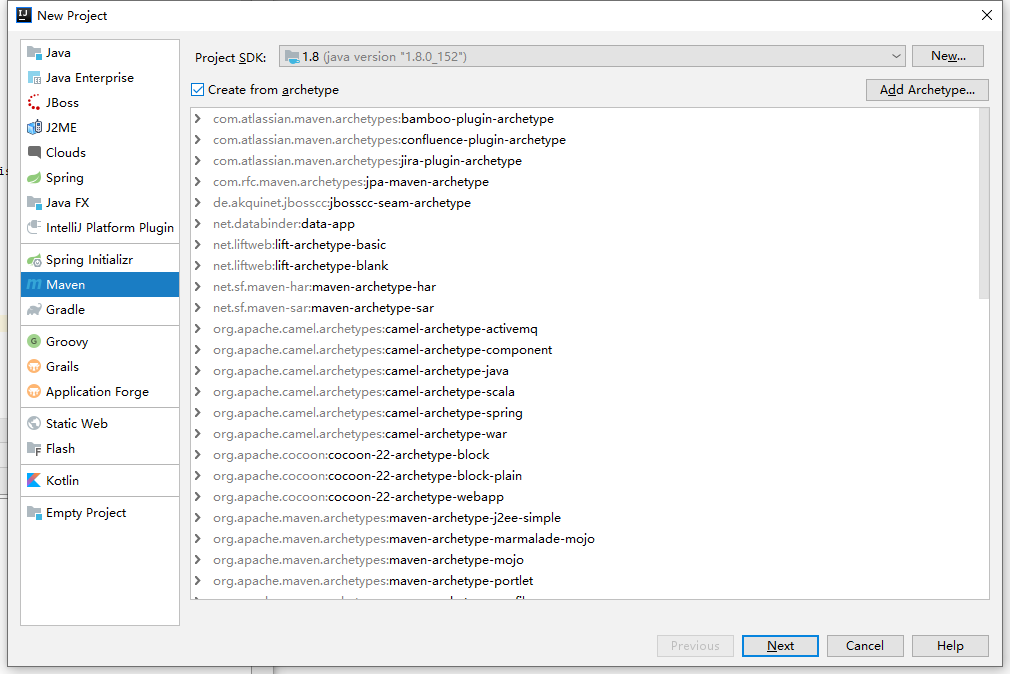 New Project
Java
Java Enterprise
JBoss
J2ME
Clouds
Spring
Java FX
IntelliJ Platform Plugin
Spring Initializr
Maven
Gradle
Groovy
Grails
Application Forge
Static Web
Flash
Kotlin
Empty Project
Project SDK: 1.8 (java version "1.8.0_152") New...
Create from archetype Add Archetype...
com.atlassian.maven.archetypes:bamboo-plugin-archetype
com.atlassian.maven.archetypes:confluence-plugin-archetype
com.atlassian.maven.archetypes:jira-plugin-archetype
com.rfc.maven.archetypes:jpa-maven-archetype
de.akquinet.jbosscc:jbosscc-seam-archetype
net.databinder:data-app
net.liftweb:lift-archetype-basic
net.liftweb:lift-archetype-blank
net.sf.maven-har:maven-archetype-har
net.sf.maven-sar:maven-archetype-sar
org.apache.camel.archetypes:camel-archetype-activemq
org.apache.camel.archetypes:camel-archetype-component
org.apache.camel.archetypes:camel-archetype-java
org.apache.camel.archetypes:camel-archetype-scala
org.apache.camel.archetypes:camel-archetype-spring
org.apache.camel.archetypes:camel-archetype-war
org.apache.cocoon:cocoon-22-archetype-block
org.apache.cocoon:cocoon-22-archetype-block-plain
org.apache.cocoon:cocoon-22-archetype-webapp
org.apache.maven.archetypes:maven-archetype-j2ee-simple
org.apache.maven.archetypes:maven-archetype-marmalade-mojo
org.apache.maven.archetypes:maven-archetype-mojo
org.apache.maven.archetypes:maven-archetype-portlet
Previous Next Cancel Help